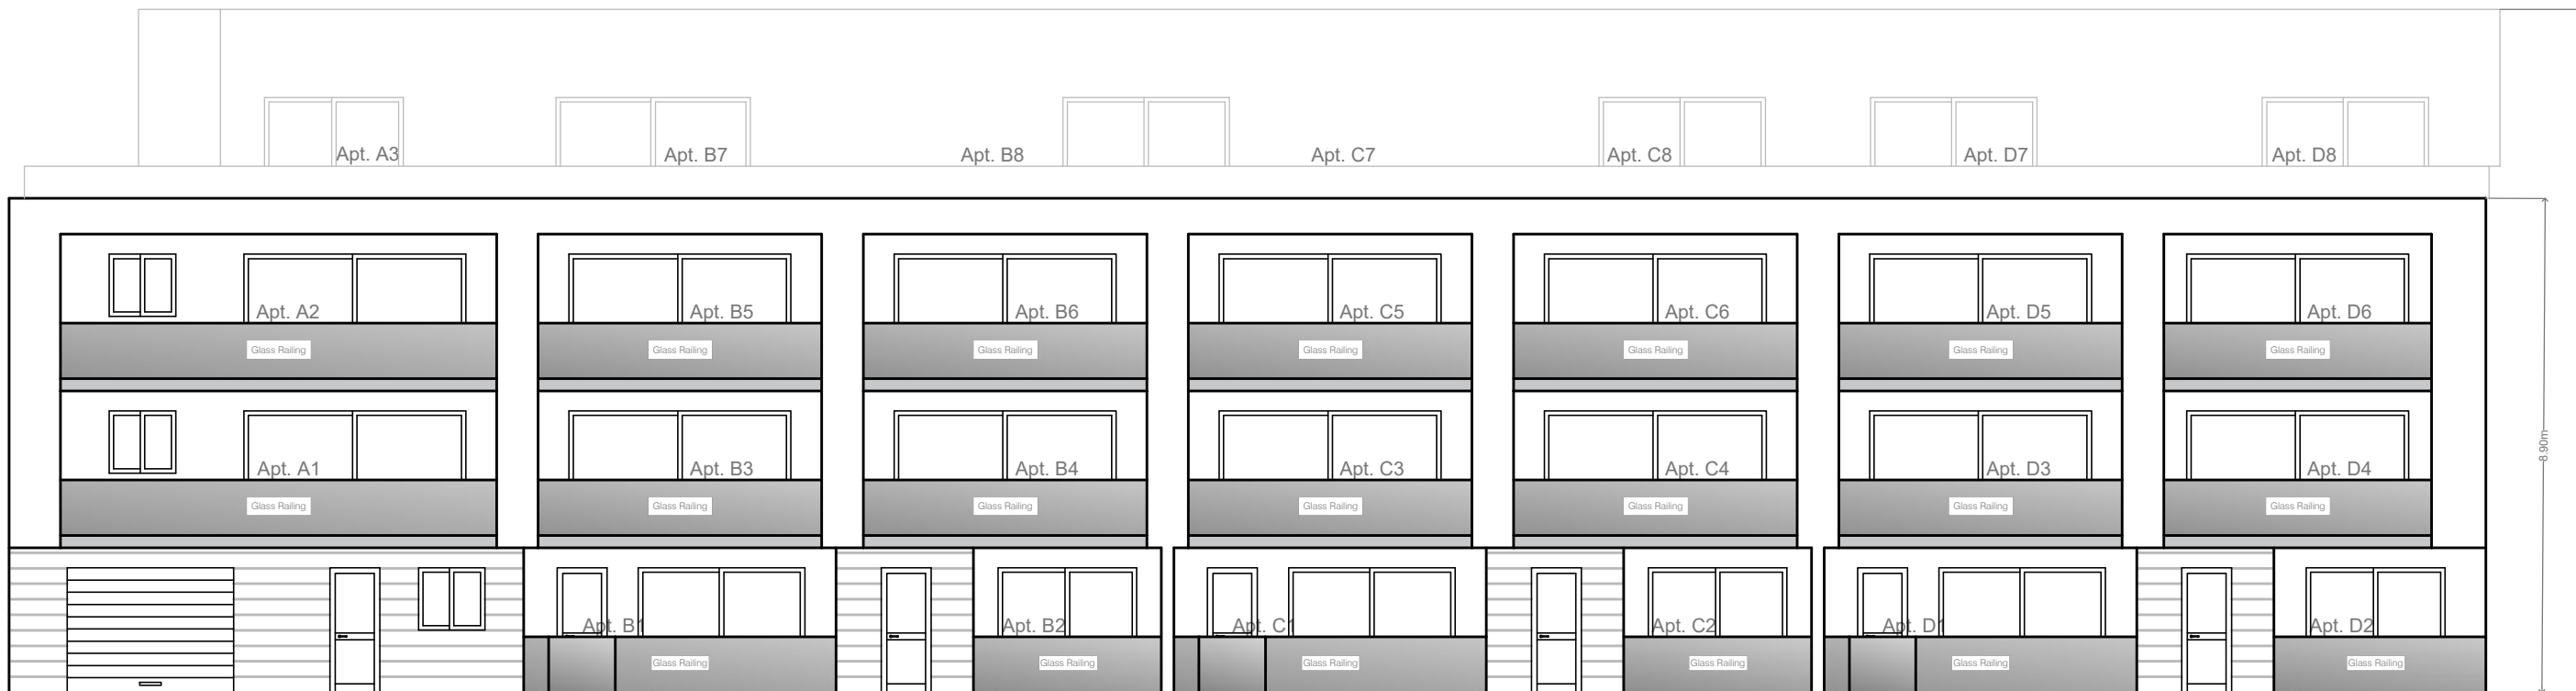 Apt. A3
Apt. B7
Apt. B8
Apt. C7
Apt. C8
Apt. D7
Apt. D8
Apt. A2
Apt. B5
Apt. B6
Apt. C5
Apt. C6
Apt. D5
Apt. D6
Glass Railing
Glass Railing
Glass Railing
Glass Railing
Glass Railing
Glass Railing
Glass Railing
8.90m
Apt. A1
Apt. B3
Apt. B4
Apt. C3
Apt. C4
Apt. D3
Apt. D4
Glass Railing
Glass Railing
Glass Railing
Glass Railing
Glass Railing
Glass Railing
Glass Railing
Apt. B1
Apt. B2
Apt. C1
Apt. C2
Apt. D1
Apt. D2
Glass Railing
Glass Railing
Glass Railing
Glass Railing
Glass Railing
Glass Railing